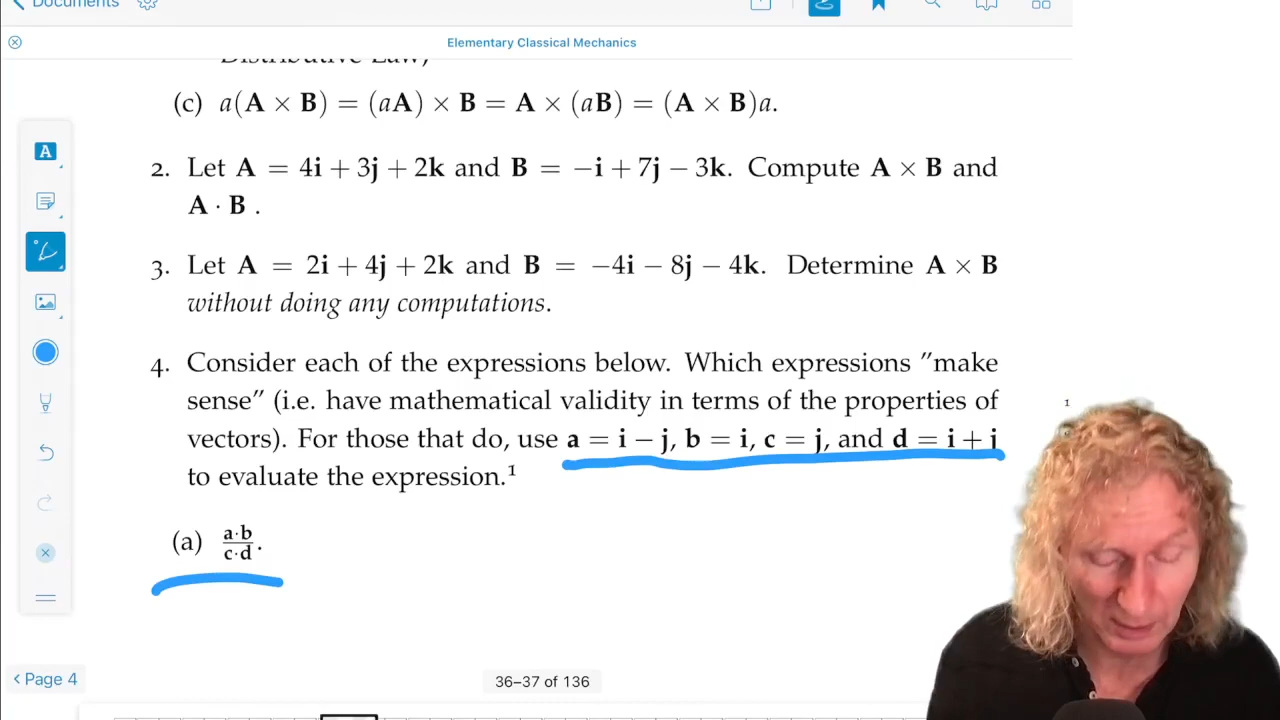 Documents
Elementary Classical Mechanics
Distributive Law,
(c) a(A × B) = (aA) × B = A × (aB) = (A × B)a.
2. Let A = 4i + 3j + 2k and B = −i + 7j − 3k. Compute A × B and
A · B .
3. Let A = 2i + 4j + 2k and B = −4i − 8j − 4k. Determine A × B
without doing any computations.
4. Consider each of the expressions below. Which expressions ”make
sense” (i.e. have mathematical validity in terms of the properties of
vectors). For those that do, use a = i − j, b = i, c = j, and d = i + j
to evaluate the expression.¹
(a) a·b/c·d.
1
< Page 4
36–37 of 136
A